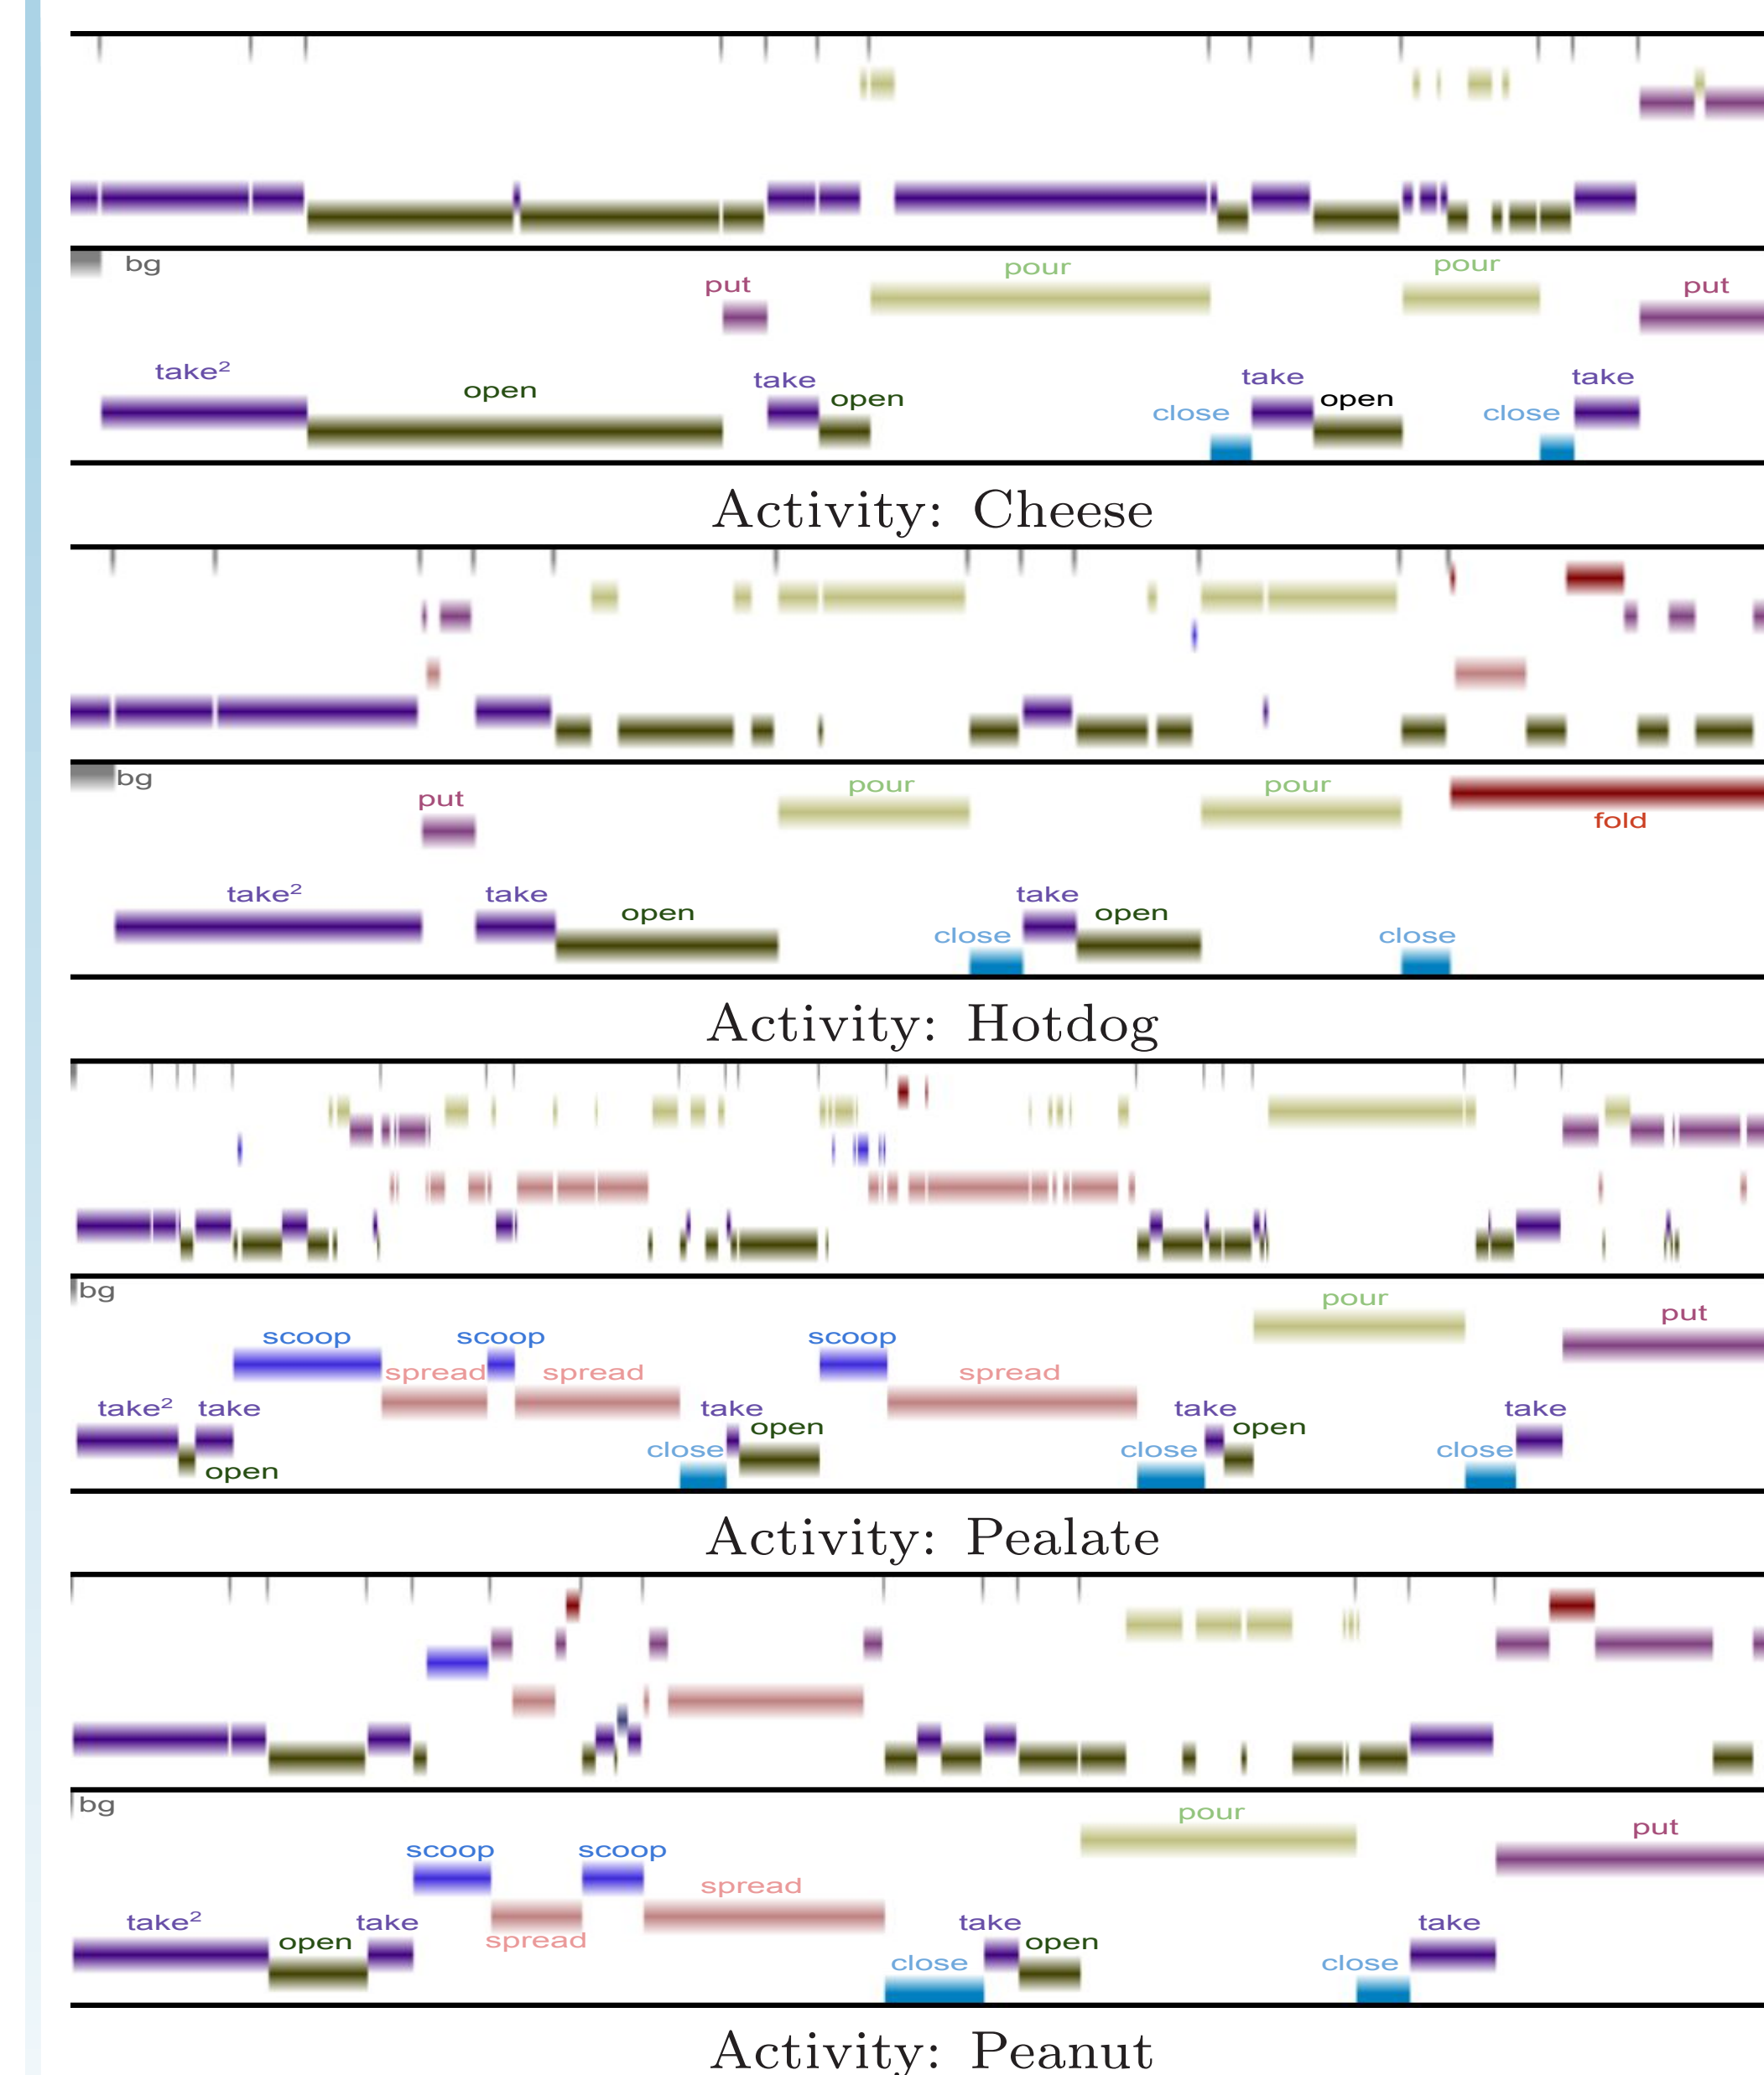 bg
pour
pour
put
put
take²
open
take
open
take
open
take
close
close
Activity: Cheese
bg
put
pour
pour
fold
take²
take
open
take
open
close
close
Activity: Hotdog
bg
pour
put
scoop
scoop
scoop
spread
spread
spread
take²
take
take
take
take
open
open
open
close
close
close
Activity: Pealate
bg
pour
put
scoop
scoop
spread
spread
take²
open
take
take
open
take
close
close
Activity: Peanut